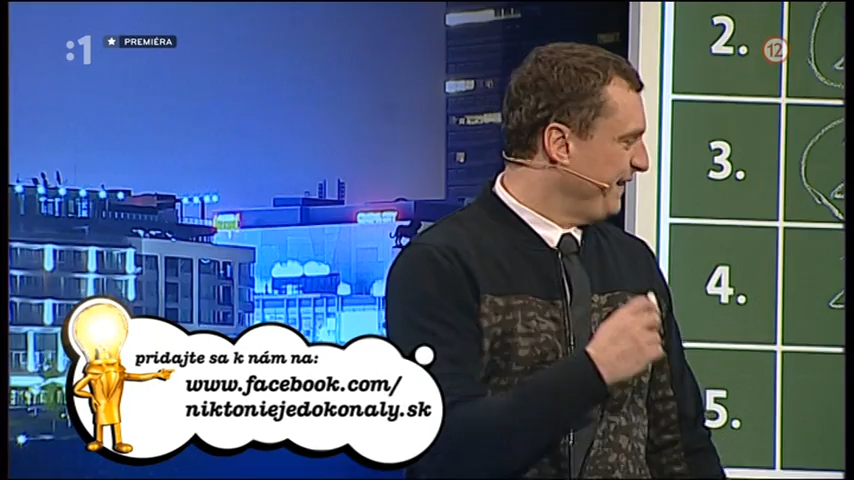 :1
★ PREMIÉRA
12
2.
3.
4.
5.
pridajte sa k nám na:
www.facebook.com/
niktoniejedokonaly.sk